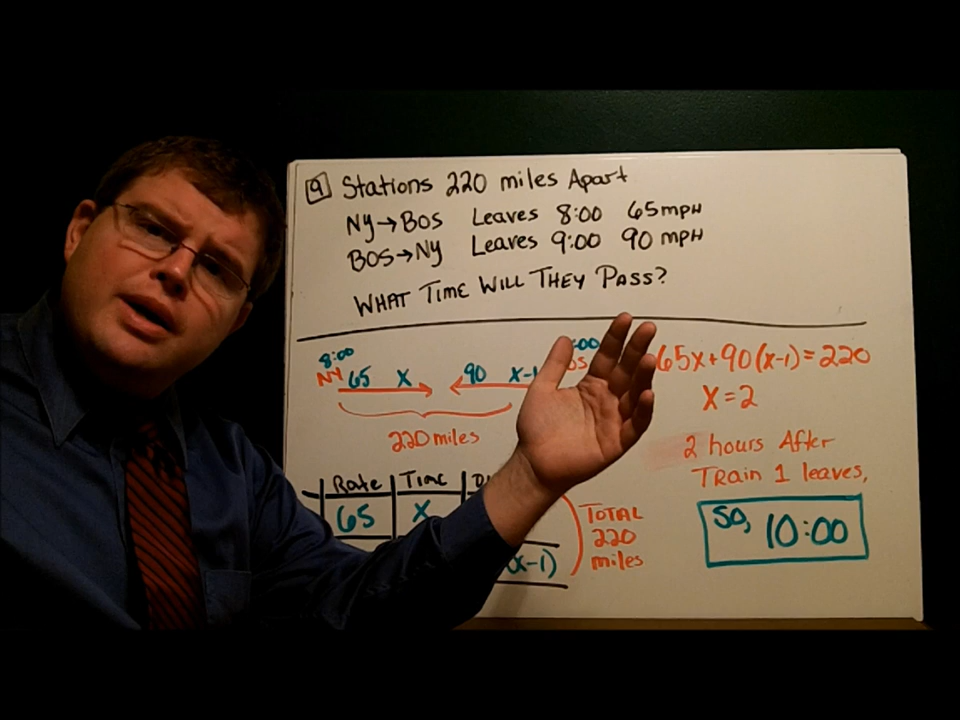 9 Stations 220 miles Apart
NY→BOS Leaves 8:00 65mpH
BOS→NY Leaves 9:00 90 mpH
WHAT TIME WILL THEY PASS?
8:00
NY 65 x 90 x-1
220 miles
65x+90(x-1)=220
X=2
2 hours After
TRain 1 leaves,
so, 10:00
Rate Time
65 X
x-1)
TOTAL
220
miles